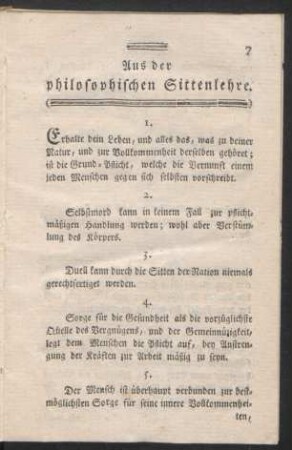 7
Aus der
philosophischen Sittenlehre.
1.
Erhalte dein Leben, und alles das, was zu deiner
Natur, und zur Vollkommenheit derselben gehöret;
ist die Grund-Pflicht, welche die Vernunft einem
jeden Menschen gegen sich selbsten vorschreibt.
2.
Selbstmord kann in keinem Fall zur pflicht-
mäßigen Handlung werden; wohl aber Verstüm-
lung des Körpers.
3.
Duell kann durch die Sitten der Nation niemals
gerechtfertiget werden.
4.
Sorge für die Gesundheit als die vorzüglichste
Quelle des Vergnügens, und der Gemeinnüzigkeit,
legt dem Menschen die Pflicht auf, bey Anstren-
gung der Kräften zur Arbeit mäßig zu seyn.
5.
Der Mensch ist überhaupt verbunden zur best-
möglichsten Sorge für seine innere Vollkommenhei-
ten,